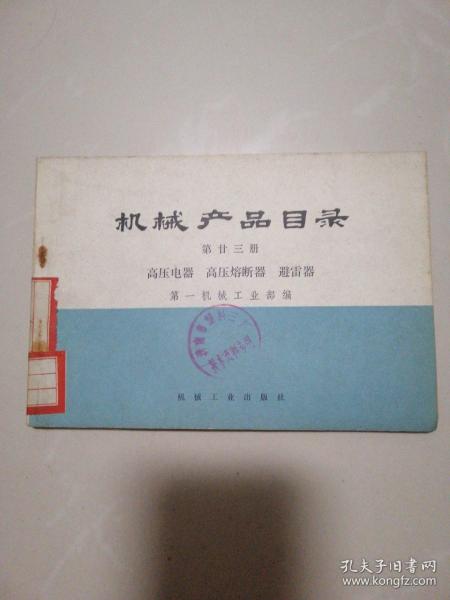 机械产品目录
第廿三册
高压电器 高压熔断器 避雷器
第一机械工业部编
机械工业出版社
孔夫子旧书网
www.kongfz.com